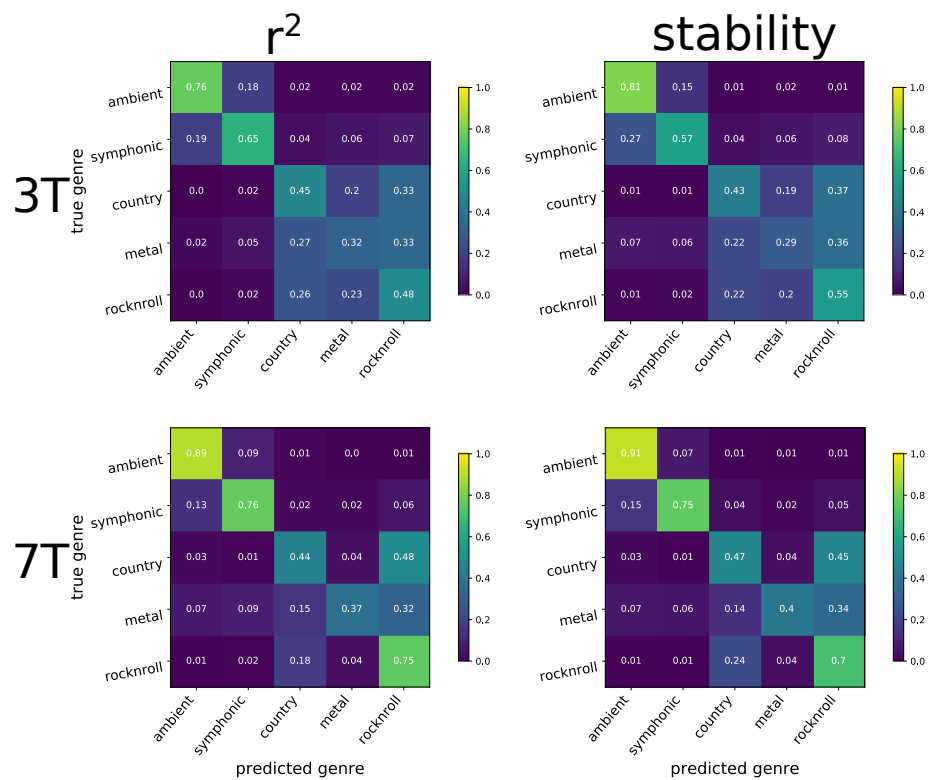 r² stability
3T
true genre
ambient 0.76 0.18 0.02 0.02 0.02
symphonic 0.19 0.65 0.04 0.06 0.07
country 0.0 0.02 0.45 0.2 0.33
metal 0.02 0.05 0.27 0.32 0.33
rocknroll 0.0 0.02 0.26 0.23 0.48
ambient symphonic country metal rocknroll
1.0
0.8
0.6
0.4
0.2
0.0
ambient 0.81 0.15 0.01 0.02 0.01
symphonic 0.27 0.57 0.04 0.04 0.08
country 0.01 0.01 0.43 0.19 0.37
metal 0.07 0.06 0.22 0.29 0.36
rocknroll 0.01 0.02 0.22 0.2 0.55
ambient symphonic country metal rocknroll
1.0
0.8
0.6
0.4
0.2
0.0
7T
true genre
ambient 0.89 0.09 0.01 0.0 0.01
symphonic 0.13 0.76 0.02 0.02 0.06
country 0.03 0.01 0.44 0.04 0.48
metal 0.07 0.09 0.15 0.37 0.32
rocknroll 0.01 0.02 0.18 0.04 0.75
ambient symphonic country metal rocknroll
predicted genre
1.0
0.8
0.6
0.4
0.2
0.0
ambient 0.91 0.07 0.01 0.01 0.01
symphonic 0.15 0.75 0.04 0.02 0.05
country 0.03 0.01 0.47 0.04 0.45
metal 0.07 0.06 0.14 0.4 0.34
rocknroll 0.01 0.01 0.24 0.04 0.7
ambient symphonic country metal rocknroll
predicted genre
1.0
0.8
0.6
0.4
0.2
0.0